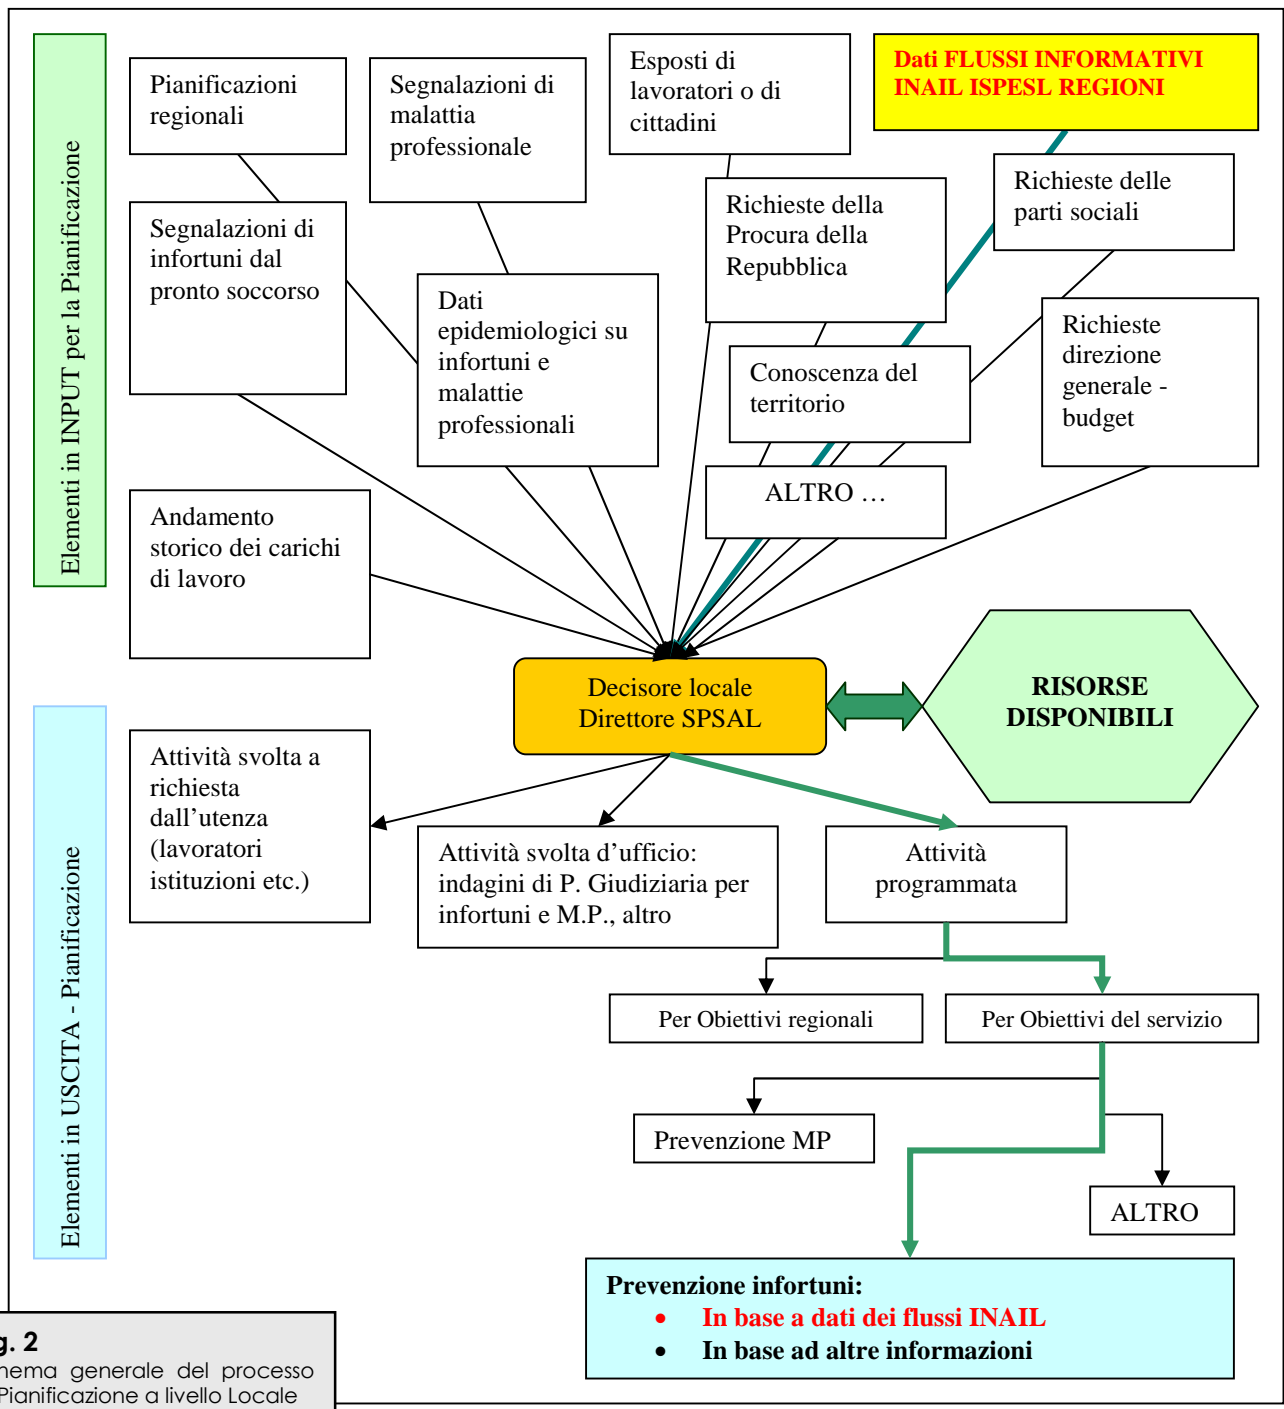 Elementi in INPUT per la Pianificazione
Pianificazioni
regionali
Segnalazioni di
malattia
professionale
Esposti di
lavoratori o di
cittadini
Dati FLUSSI INFORMATIVI
INAIL ISPESL REGIONI
Segnalazioni di
infortuni dal
pronto soccorso
Dati
epidemiologici su
infortuni e
malattie
professionali
Richieste della
Procura della
Repubblica
Richieste delle
parti sociali
Conoscenza del
territorio
Richieste
direzione
generale -
budget
ALTRO …
Andamento
storico dei carichi
di lavoro
Decisore locale
Direttore SPSAL
RISORSE
DISPONIBILI
Elementi in USCITA - Pianificazione
Attività svolta a
richiesta
dall’utenza
(lavoratori
istituzioni etc.)
Attività svolta d’ufficio:
indagini di P. Giudiziaria per
infortuni e M.P., altro
Attività
programmata
Per Obiettivi regionali
Per Obiettivi del servizio
Prevenzione MP
ALTRO
Prevenzione infortuni:
• In base a dati dei flussi INAIL
• In base ad altre informazioni
g. 2
hema generale del processo
Pianificazione a livello Locale